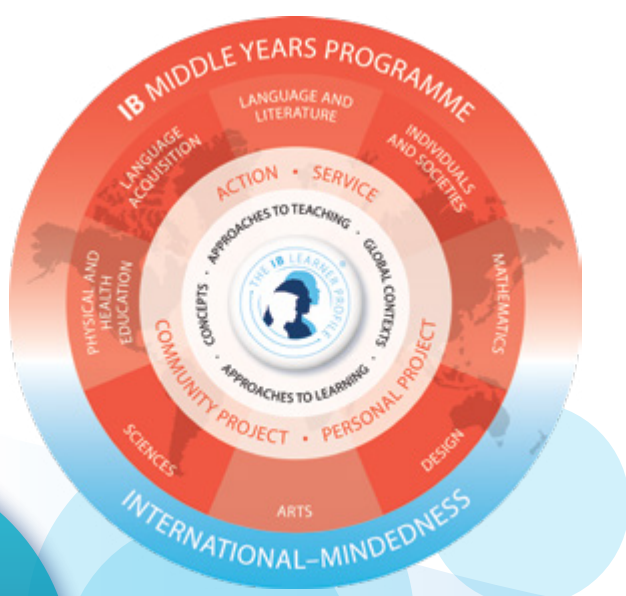 IB MIDDLE YEARS PROGRAMME
LANGUAGE AND
LITERATURE
INDIVIDUALS
AND SOCIETIES
MATHEMATICS
DESIGN
ARTS
SCIENCES
PHYSICAL AND
HEALTH
EDUCATION
LANGUAGE
ACQUISITION
ACTION • SERVICE
PERSONAL PROJECT
•
COMMUNITY PROJECT
APPROACHES TO TEACHING ·
GLOBAL CONTEXTS ·
APPROACHES TO LEARNING ·
CONCEPTS ·
THE IB LEARNER PROFILE
®
INTERNATIONAL–MINDEDNESS